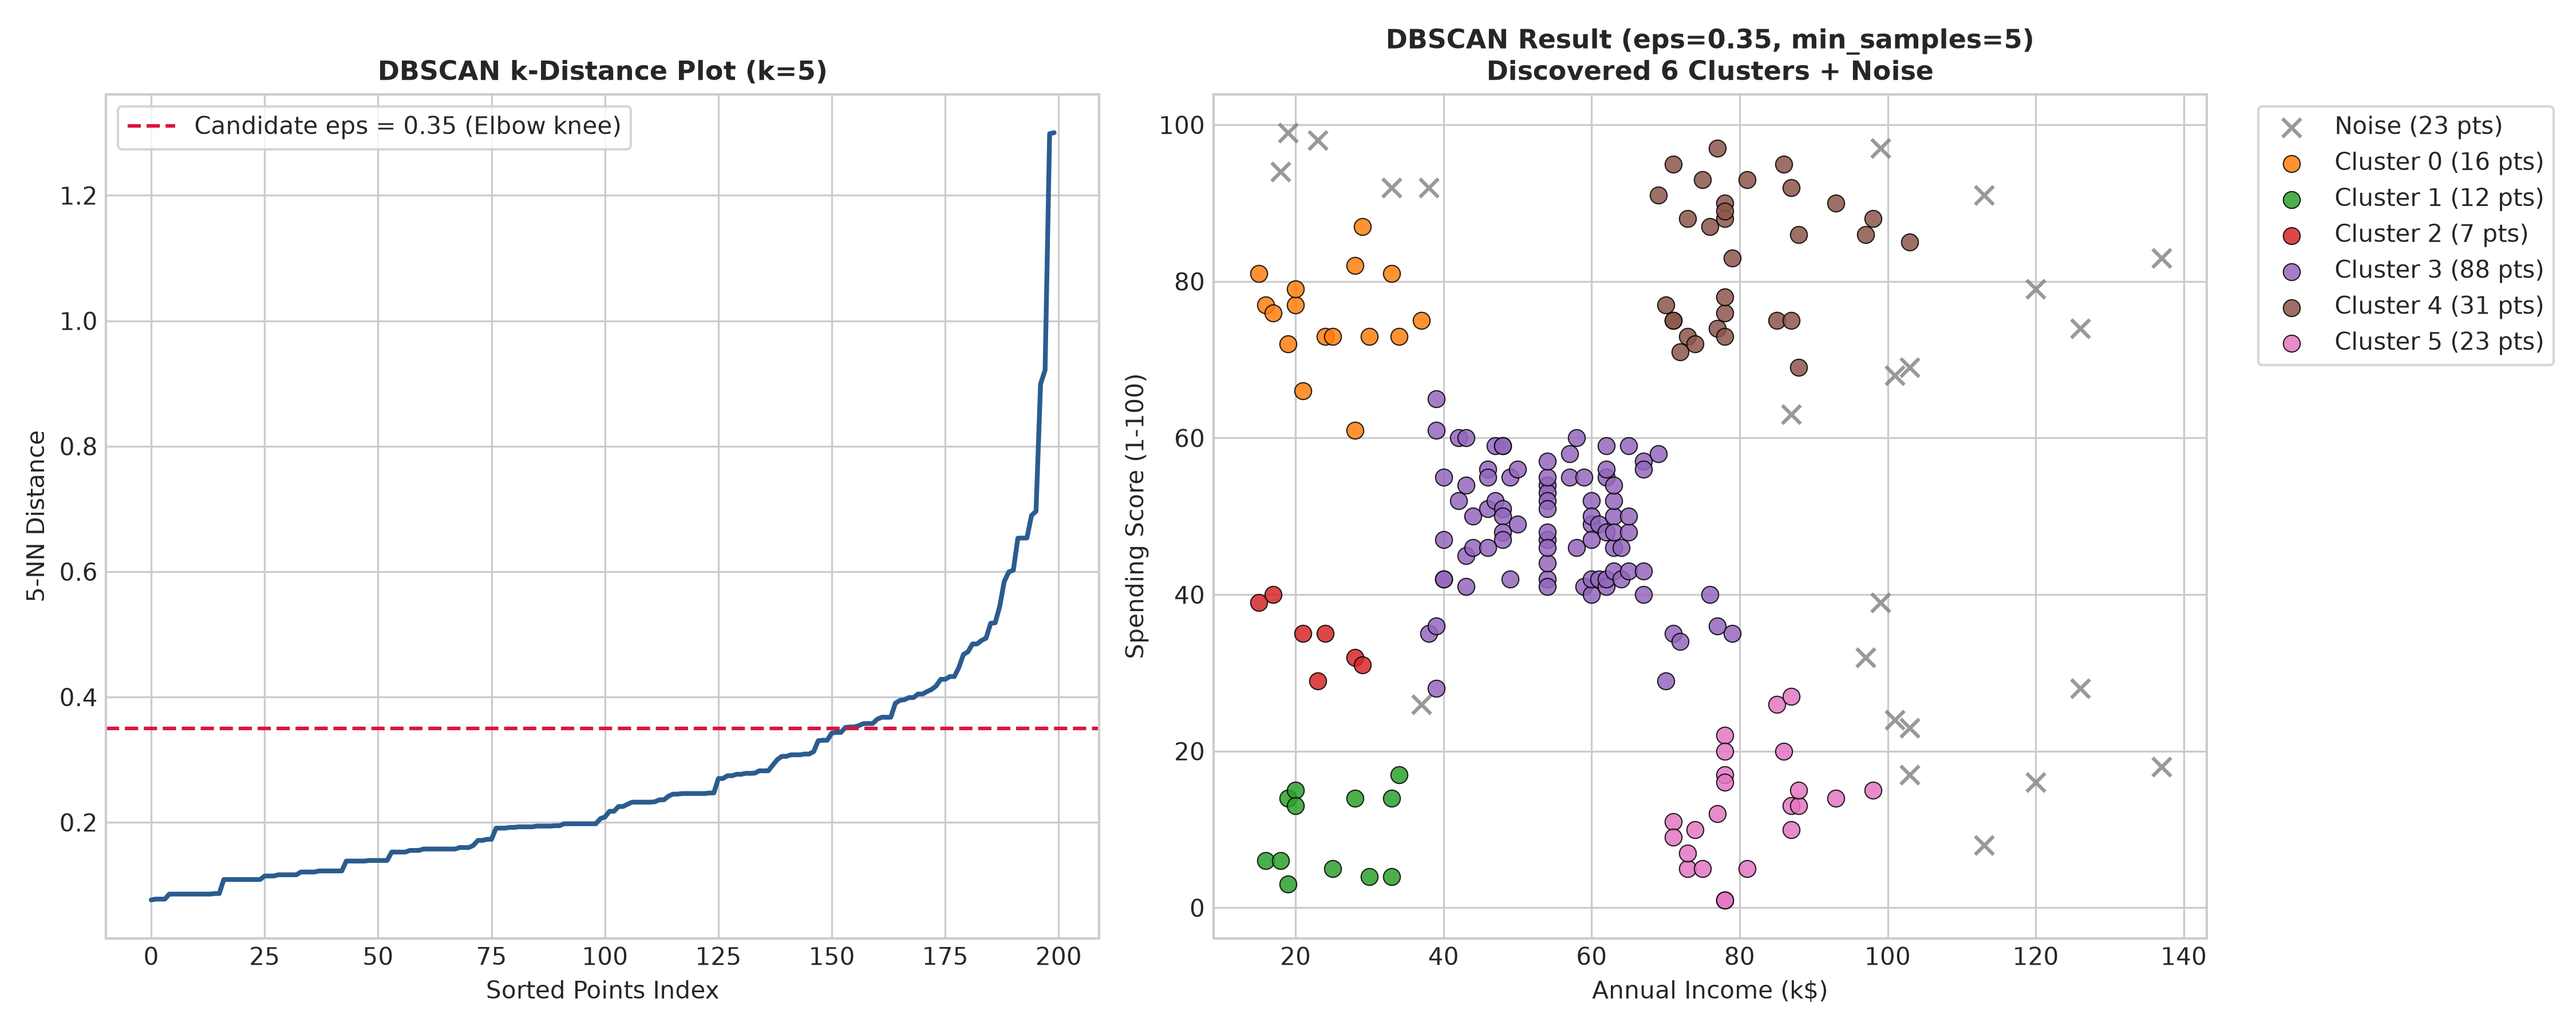 DBSCAN k-Distance Plot (k=5)
Candidate eps = 0.35 (Elbow knee)
5-NN Distance
1.2
1.0
0.8
0.6
0.4
0.2
0 25 50 75 100 125 150 175 200
Sorted Points Index
DBSCAN Result (eps=0.35, min_samples=5)
Discovered 6 Clusters + Noise
Spending Score (1-100)
100
80
60
40
20
0
20 40 60 80 100 120 140
Annual Income (k$)
Noise (23 pts)
Cluster 0 (16 pts)
Cluster 1 (12 pts)
Cluster 2 (7 pts)
Cluster 3 (88 pts)
Cluster 4 (31 pts)
Cluster 5 (23 pts)